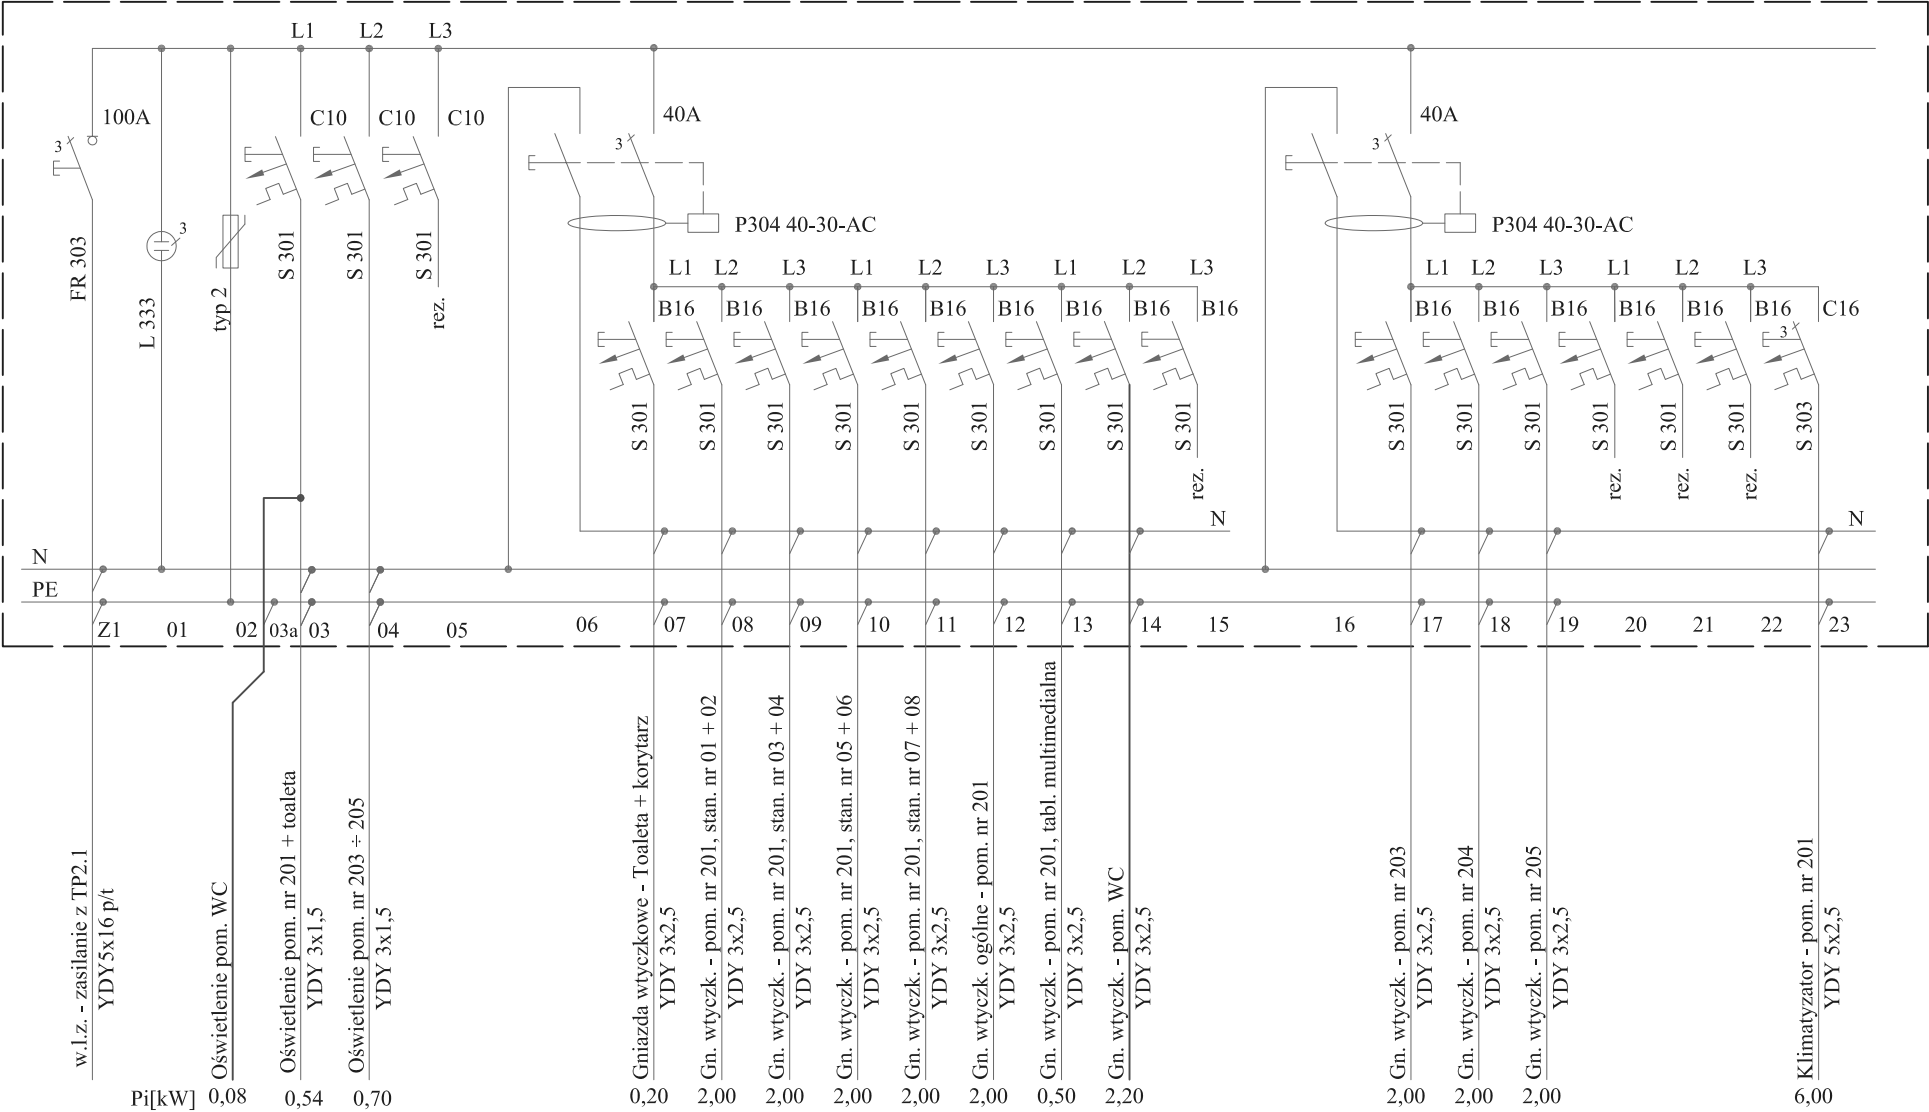 L1 L2 L3
100A C10 C10 C10 40A 40A
3 3 3
P304 40-30-AC P304 40-30-AC
3
FR 303
L 333
typ 2
S 301
S 301
S 301
rez.
L1 L2 L3 L1 L2 L3 L1 L2 L3
B16 B16 B16 B16 B16 B16 B16 B16 B16
S 301
S 301
S 301
S 301
S 301
S 301
S 301
S 301
S 301
rez.
L1 L2 L3 L1 L2 L3
B16 B16 B16 B16 B16 B16 C16
3
S 301
S 301
S 301
S 301
rez.
S 301
rez.
S 301
rez.
S 303
N N
N
PE
Z1 01 02 03a 03 04 05 06 07 08 09 10 11 12 13 14 15 16 17 18 19 20 21 22 23
w.l.z. - zasilanie z TP2.1
YDY5x16 p/t
Oświetlenie pom. WC
Oświetlenie pom. nr 201 + toaleta
YDY 3x1,5
Oświetlenie pom. nr 203 ÷ 205
YDY 3x1,5
Gniazda wtyczkowe - Toaleta + korytarz
YDY 3x2,5
Gn. wtyczk. - pom. nr 201, stan. nr 01 + 02
YDY 3x2,5
Gn. wtyczk. - pom. nr 201, stan. nr 03 + 04
YDY 3x2,5
Gn. wtyczk. - pom. nr 201, stan. nr 05 + 06
YDY 3x2,5
Gn. wtyczk. - pom. nr 201, stan. nr 07 + 08
YDY 3x2,5
Gn. wtyczk. ogólne - pom. nr 201
YDY 3x2,5
Gn. wtyczk. - pom. nr 201, tabl. multimedialna
YDY 3x2,5
Gn. wtyczk. - pom. WC
Gn. wtyczk. - pom. nr 203
YDY 3x2,5
Gn. wtyczk. - pom. nr 204
YDY 3x2,5
Gn. wtyczk. - pom. nr 205
YDY 3x2,5
Klimatyzator - pom. nr 201
YDY 5x2,5
Pi[kW] 0,08 0,54 0,70 0,20 2,00 2,00 2,00 2,00 2,00 0,50 2,20 2,00 2,00 2,00 6,00